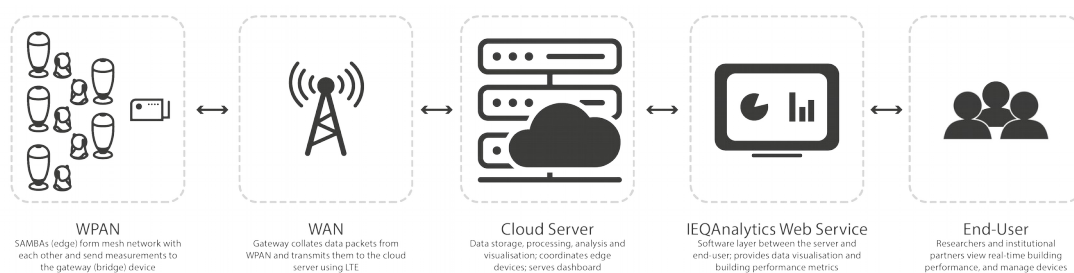 WPAN
SAMBAs (edge) form mesh network with
each other and send measurements to
the gateway (bridge) device
WAN
Gateway collates data packets from
WPAN and transmits them to the cloud
server using LTE
Cloud Server
Data storage, processing, analysis and
visualisation; coordinates edge
devices; serves dashboard
IEQAnalytics Web Service
Software layer between the server and
end-user; provides data visualisation and
building performance metrics
End-User
Researchers and institutional
partners view real-time building
performance, and manage devices